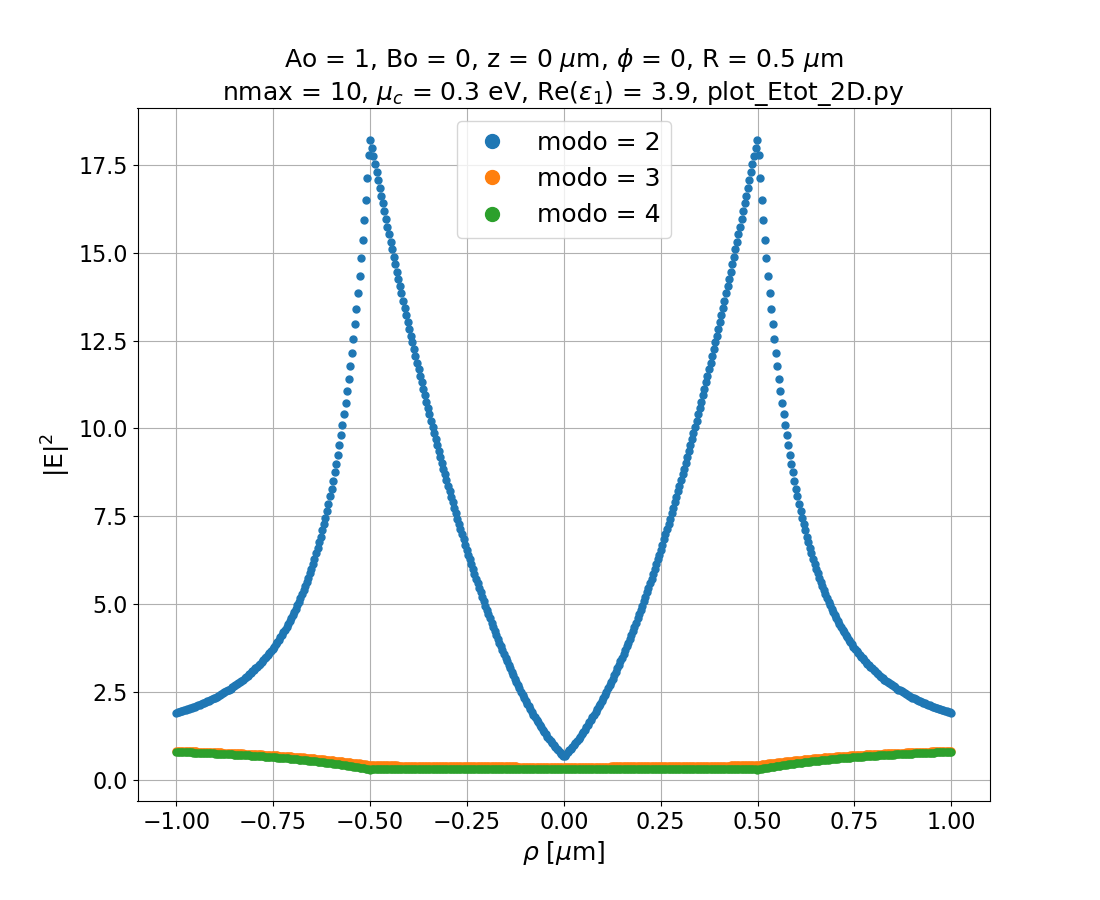 Ao = 1, Bo = 0, z = 0 μm, ϕ = 0, R = 0.5 μm
nmax = 10, μ_c = 0.3 eV, Re(ε₁) = 3.9, plot_Etot_2D.py
modo = 2
modo = 3
modo = 4
|E|²
17.5
15.0
12.5
10.0
7.5
5.0
2.5
0.0
−1.00 −0.75 −0.50 −0.25 0.00 0.25 0.50 0.75 1.00
ρ [μm]